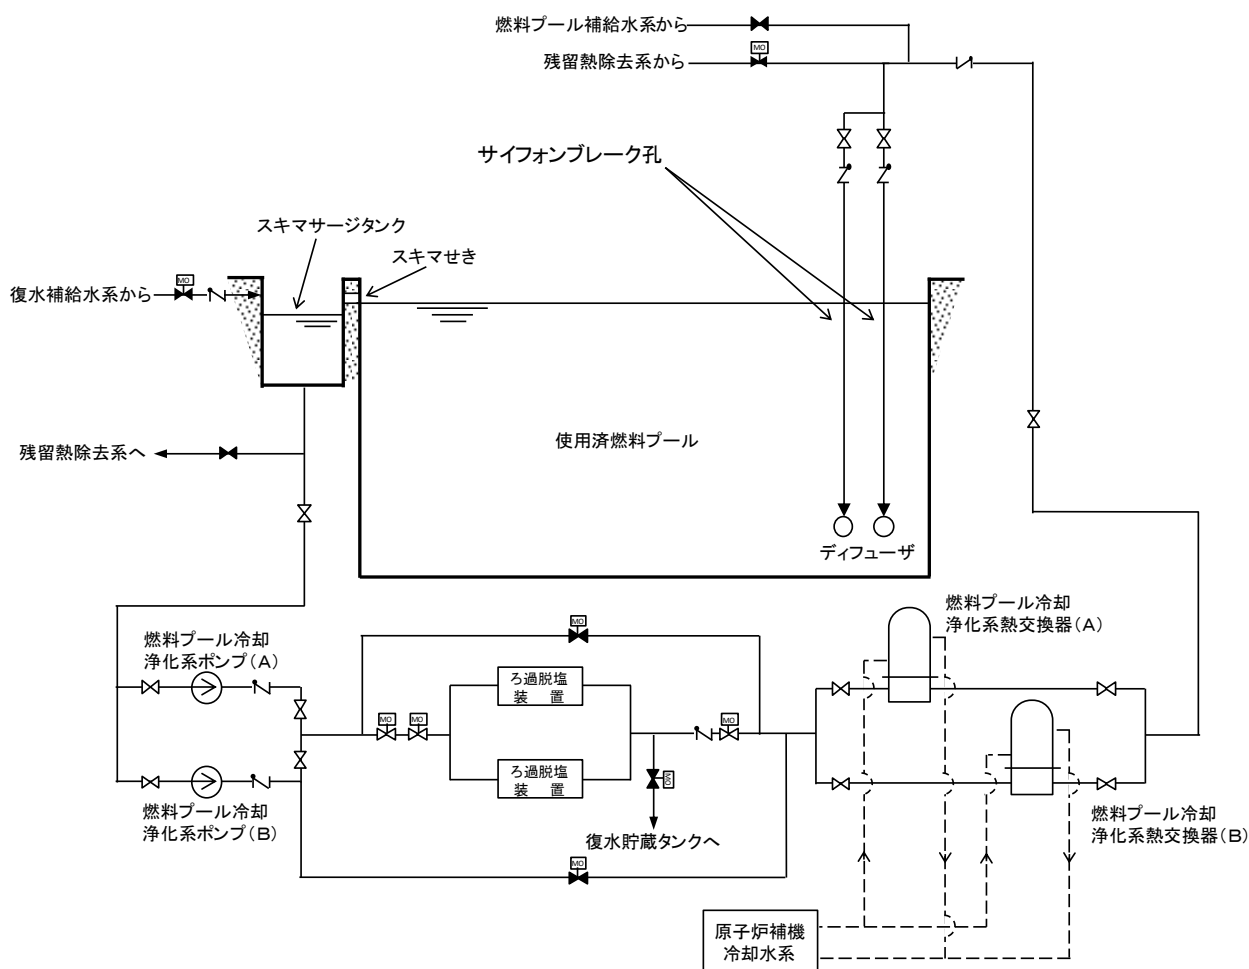 燃料プール補給水系から
MO
残留熱除去系から
サイフォンブレーク孔
スキマサージタンク
スキマせき
MO
復水補給水系から
使用済燃料プール
残留熱除去系へ
ディフューザ
燃料プール冷却
浄化系熱交換器(A)
MO
燃料プール冷却
浄化系ポンプ(A)
ろ過脱塩
装 置
MO
MO
MO
ろ過脱塩
装 置
MO
燃料プール冷却
浄化系ポンプ(B)
復水貯蔵タンクへ
燃料プール冷却
浄化系熱交換器(B)
MO
原子炉補機
冷却水系